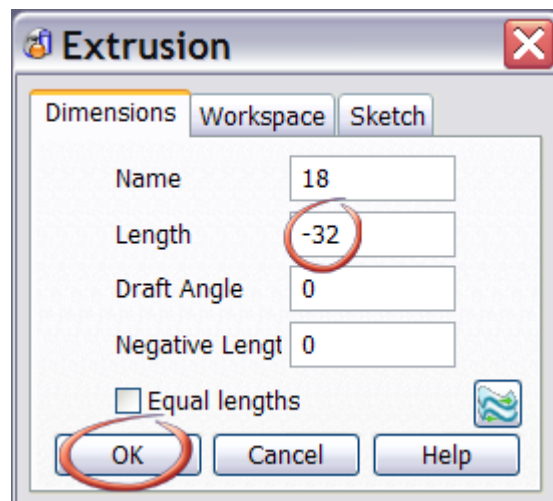 Extrusion
Dimensions Workspace Sketch
Name 18
Length -32
Draft Angle 0
Negative Lengt 0
Equal lengths
OK Cancel Help